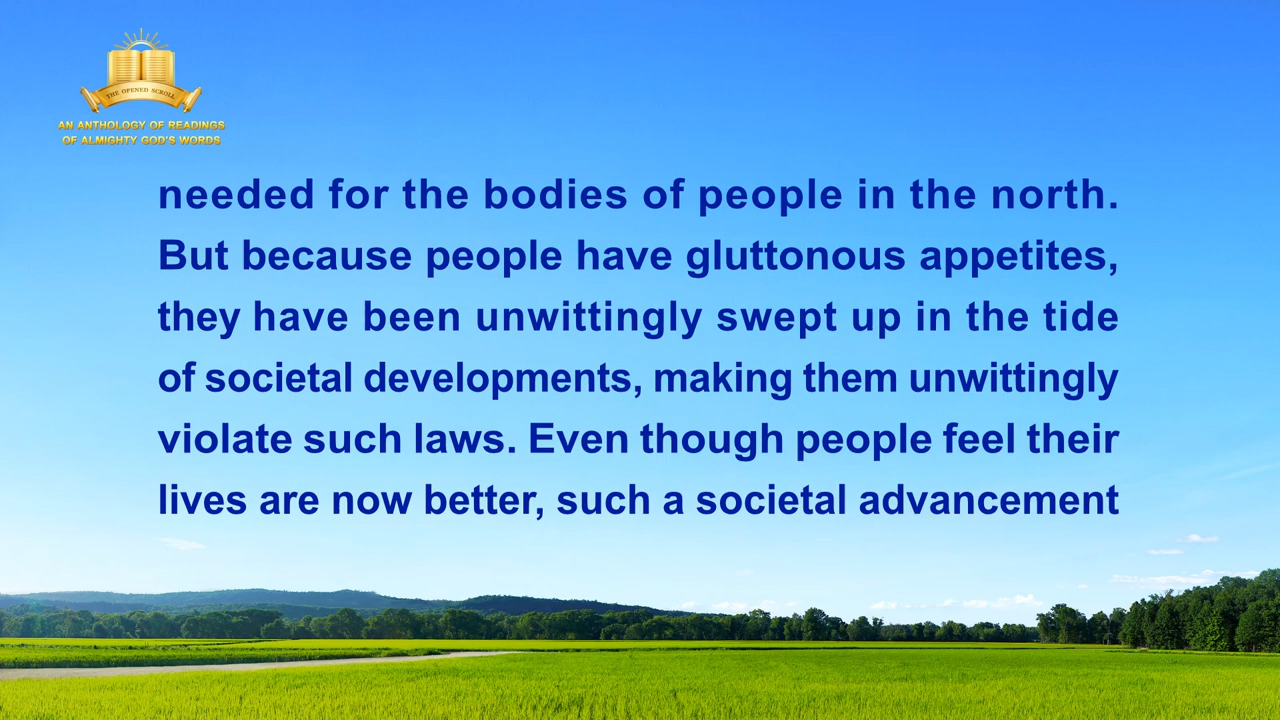 THE OPENED SCROLL
AN ANTHOLOGY OF READINGS
OF ALMIGHTY GOD'S WORDS
needed for the bodies of people in the north.
But because people have gluttonous appetites,
they have been unwittingly swept up in the tide
of societal developments, making them unwittingly
violate such laws. Even though people feel their
lives are now better, such a societal advancement